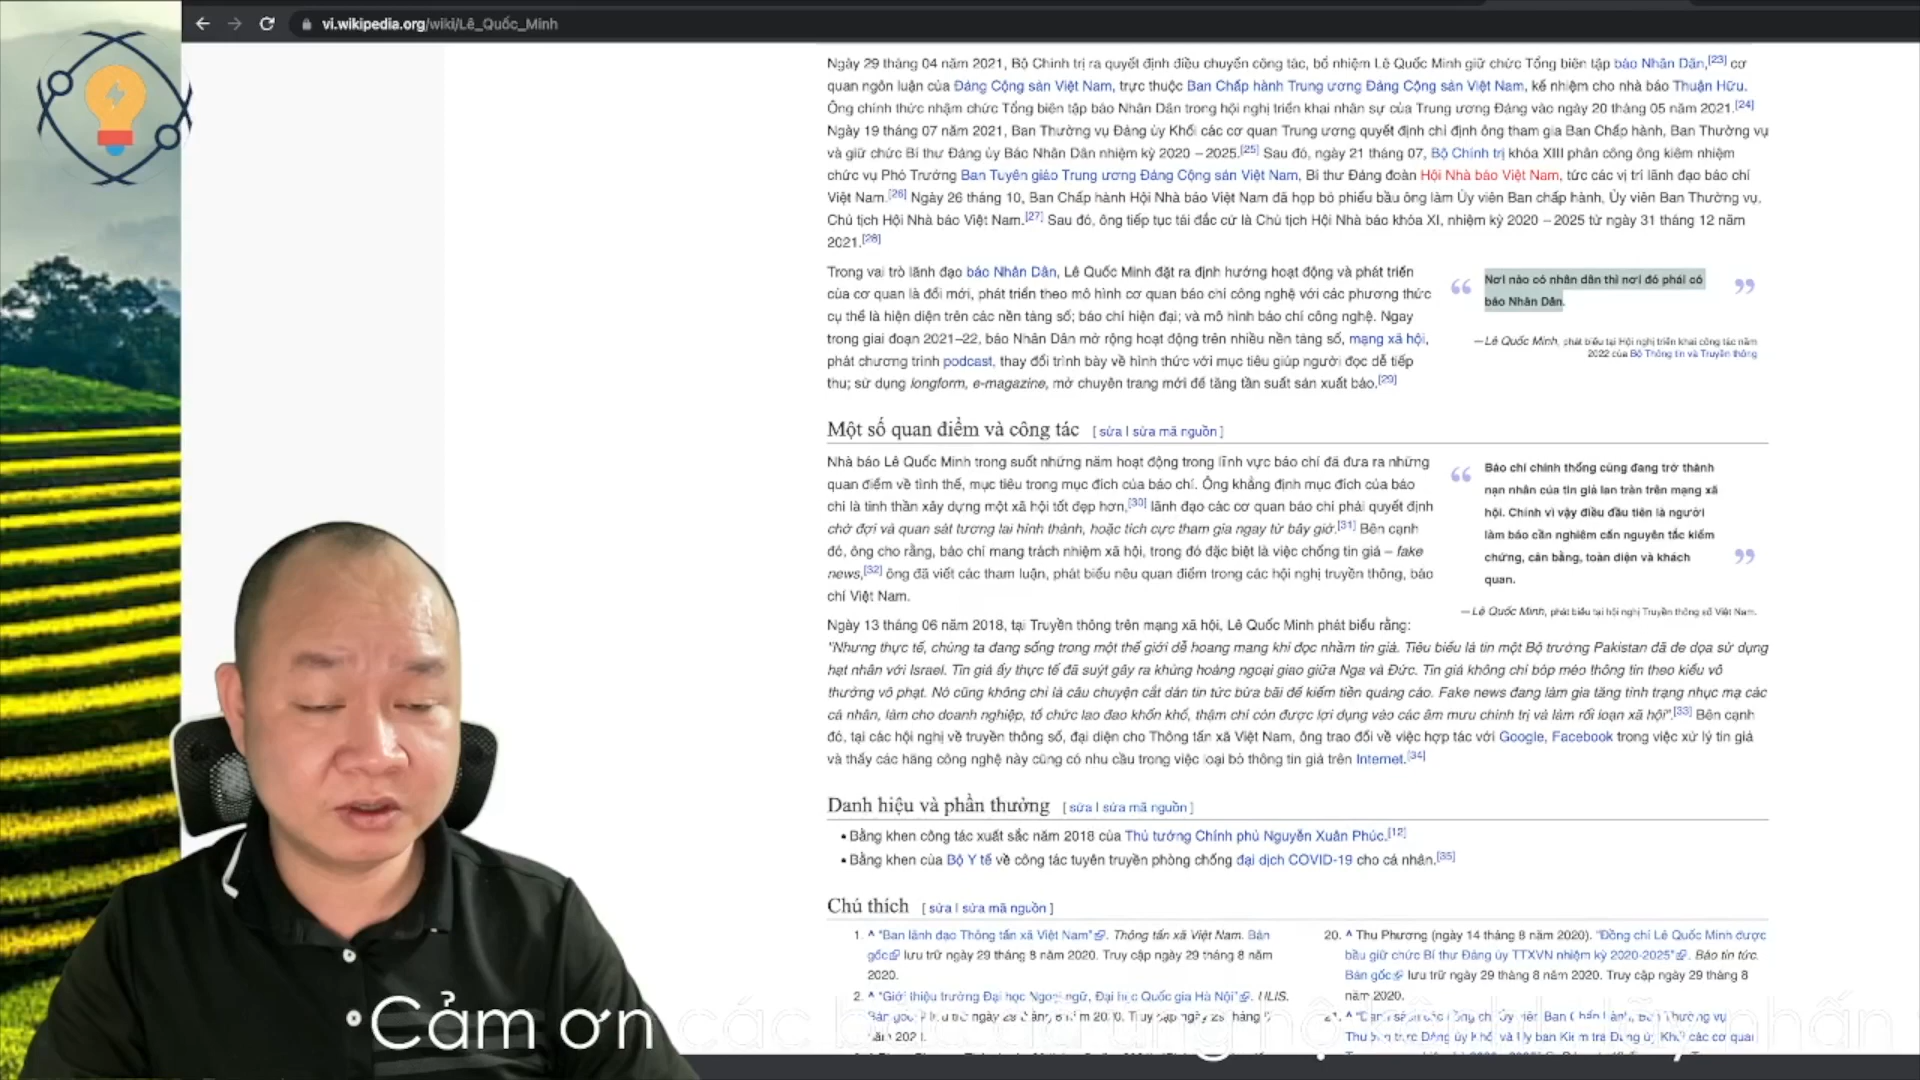 vi.wikipedia.org/wiki/Lê_Quốc_Minh
Ngày 29 tháng 04 năm 2021, Bộ Chính trị ra quyết định điều chuyển công tác, bổ nhiệm Lê Quốc Minh giữ chức Tổng biên tập báo Nhân Dân,[23] cơ
quan ngôn luận của Đảng Cộng sản Việt Nam, trực thuộc Ban Chấp hành Trung ương Đảng Cộng sản Việt Nam, kế nhiệm cho nhà báo Thuận Hữu.
Ông chính thức nhậm chức Tổng biên tập báo Nhân Dân trong hội nghị triển khai nhân sự của Trung ương Đảng vào ngày 20 tháng 05 năm 2021.[24]
Ngày 19 tháng 07 năm 2021, Ban Thường vụ Đảng ủy Khối các cơ quan Trung ương quyết định chỉ định ông tham gia Ban Chấp hành, Ban Thường vụ
và giữ chức Bí thư Đảng ủy Báo Nhân Dân nhiệm kỳ 2020 – 2025.[25] Sau đó, ngày 21 tháng 07, Bộ Chính trị khóa XIII phân công ông kiêm nhiệm
chức vụ Phó Trưởng Ban Tuyên giáo Trung ương Đảng Cộng sản Việt Nam, Bí thư Đảng đoàn Hội Nhà báo Việt Nam, tức các vị trí lãnh đạo báo chí
Việt Nam.[26] Ngày 26 tháng 10, Ban Chấp hành Hội Nhà báo Việt Nam đã họp bỏ phiếu bầu ông làm Ủy viên Ban chấp hành, Ủy viên Ban Thường vụ,
Chủ tịch Hội Nhà báo Việt Nam.[27] Sau đó, ông tiếp tục tái đắc cử là Chủ tịch Hội Nhà báo khóa XI, nhiệm kỳ 2020 – 2025 từ ngày 31 tháng 12 năm
2021.[28]
Trong vai trò lãnh đạo báo Nhân Dân, Lê Quốc Minh đặt ra định hướng hoạt động và phát triển
của cơ quan là đổi mới, phát triển theo mô hình cơ quan báo chí công nghệ với các phương thức
cụ thể là hiện diện trên các nền tảng số; báo chí hiện đại; và mô hình báo chí công nghệ. Ngay
trong giai đoạn 2021–22, báo Nhân Dân mở rộng hoạt động trên nhiều nền tảng số, mạng xã hội,
phát chương trình podcast, thay đổi trình bày về hình thức với mục tiêu giúp người đọc dễ tiếp
thu; sử dụng longform, e-magazine, mở chuyên trang mới để tăng tần suất sản xuất báo.[29]
“ Nơi nào có nhân dân thì nơi đó phải có ”
báo Nhân Dân.
— Lê Quốc Minh, phát biểu tại Hội nghị triển khai công tác năm
2022 của Bộ Thông tin và Truyền thông
Một số quan điểm và công tác [ sửa | sửa mã nguồn ]
Nhà báo Lê Quốc Minh trong suốt những năm hoạt động trong lĩnh vực báo chí đã đưa ra những
quan điểm về tình thế, mục tiêu trong mục đích của báo chí. Ông khẳng định mục đích của báo
chí là tinh thần xây dựng một xã hội tốt đẹp hơn,[30] lãnh đạo các cơ quan báo chí phải quyết định
chờ đợi và quan sát tương lai hình thành, hoặc tích cực tham gia ngay từ bây giờ.[31] Bên cạnh
đó, ông cho rằng, báo chí mang trách nhiệm xã hội, trong đó đặc biệt là việc chống tin giả – fake
news,[32] ông đã viết các tham luận, phát biểu nêu quan điểm trong các hội nghị truyền thông, báo
chí Việt Nam.
“ Báo chí chính thống cũng đang trở thành
nạn nhân của tin giả lan tràn trên mạng xã
hội. Chính vì vậy điều đầu tiên là người
làm báo cần nghiêm cẩn nguyên tắc kiểm
chứng, cân bằng, toàn diện và khách ”
quan.
— Lê Quốc Minh, phát biểu tại hội nghị Truyền thông số Việt Nam.
Ngày 13 tháng 06 năm 2018, tại Truyền thông trên mạng xã hội, Lê Quốc Minh phát biểu rằng:
"Nhưng thực tế, chúng ta đang sống trong một thế giới dễ hoang mang khi đọc nhầm tin giả. Tiêu biểu là tin một Bộ trưởng Pakistan đã đe dọa sử dụng
hạt nhân với Israel. Tin giả ấy thực tế đã suýt gây ra khủng hoảng ngoại giao giữa Nga và Đức. Tin giả không chỉ bóp méo thông tin theo kiểu vô
thưởng vô phạt. Nó cũng không chỉ là câu chuyện cắt dán tin tức bừa bãi để kiếm tiền quảng cáo. Fake news đang làm gia tăng tình trạng nhục mạ các
cá nhân, làm cho doanh nghiệp, tổ chức lao đao khốn khổ, thậm chí còn được lợi dụng vào các âm mưu chính trị và làm rối loạn xã hội".[33] Bên cạnh
đó, tại các hội nghị về truyền thông số, đại diện cho Thông tấn xã Việt Nam, ông trao đổi về việc hợp tác với Google, Facebook trong việc xử lý tin giả
và thấy các hãng công nghệ này cũng có nhu cầu trong việc loại bỏ thông tin giả trên Internet.[34]
Danh hiệu và phần thưởng [ sửa | sửa mã nguồn ]
• Bằng khen công tác xuất sắc năm 2018 của Thủ tướng Chính phủ Nguyễn Xuân Phúc.[12]
• Bằng khen của Bộ Y tế về công tác tuyên truyền phòng chống đại dịch COVID-19 cho cá nhân.[35]
Chú thích [ sửa | sửa mã nguồn ]
1. ^ "Ban lãnh đạo Thông tấn xã Việt Nam". Thông tấn xã Việt Nam. Bản
gốc lưu trữ ngày 29 tháng 8 năm 2020. Truy cập ngày 29 tháng 8 năm
2020.
2. ^ "Giới thiệu trường Đại học Ngoại ngữ, Đại học Quốc gia Hà Nội". ULIS.
20. ^ Thu Phương (ngày 14 tháng 8 năm 2020). "Đồng chí Lê Quốc Minh được
bầu giữ chức Bí thư Đảng ủy TTXVN nhiệm kỳ 2020-2025". Báo tin tức.
Bản gốc lưu trữ ngày 29 tháng 8 năm 2020. Truy cập ngày 29 tháng 8
năm 2020.
Cảm ơn các bạn